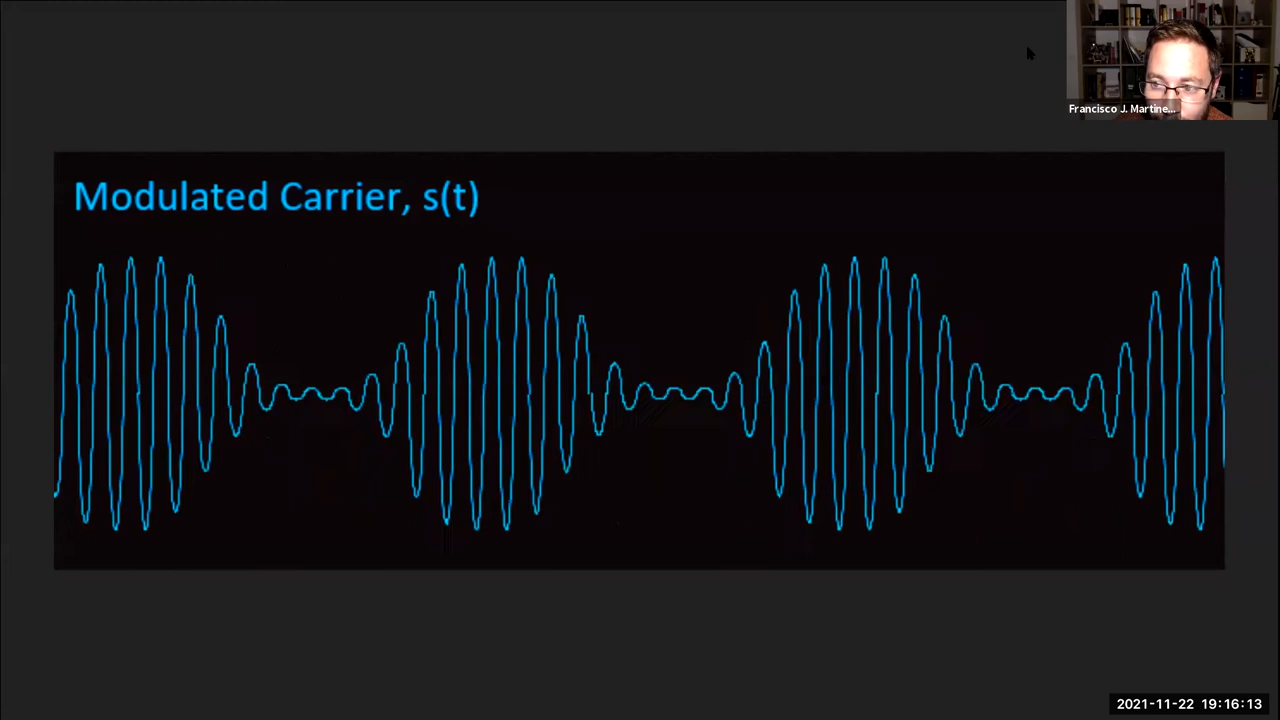 Francisco J. Martine...
Modulated Carrier, s(t)
2021-11-22 19:16:13